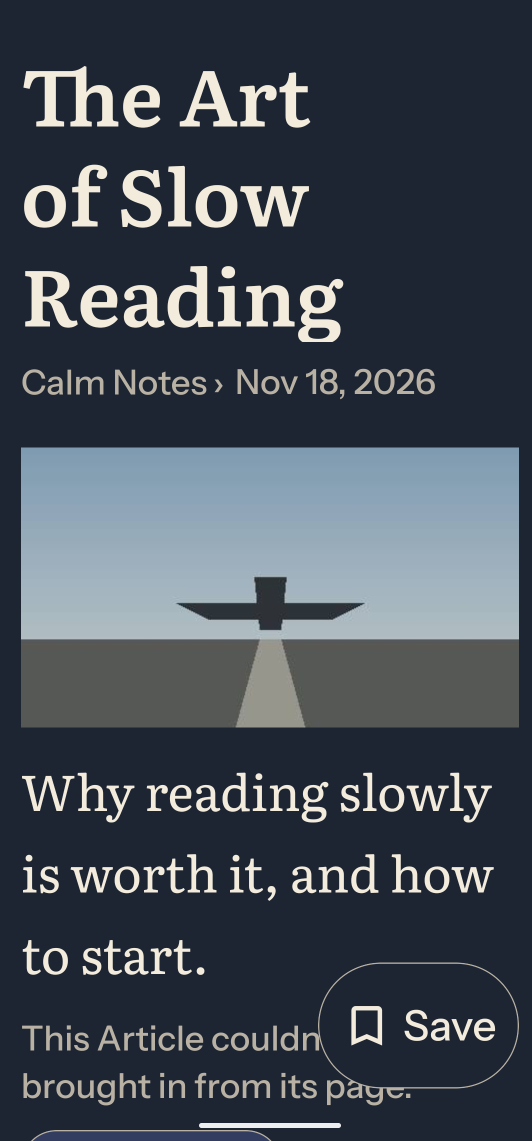 The Art
of Slow
Reading
Calm Notes › Nov 18, 2026
Why reading slowly
is worth it, and how
to start.
This Article
brought in from its page.
Save